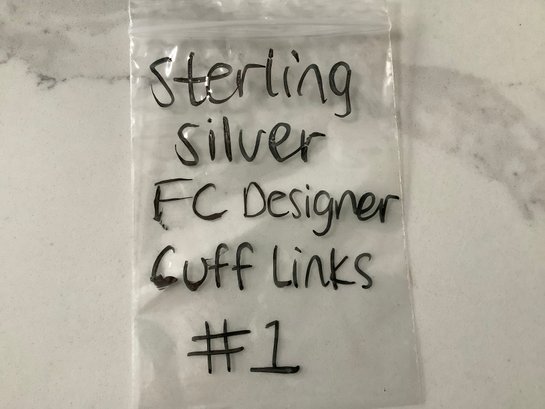 Sterling
Silver
FC Designer
Cuff Links
#1